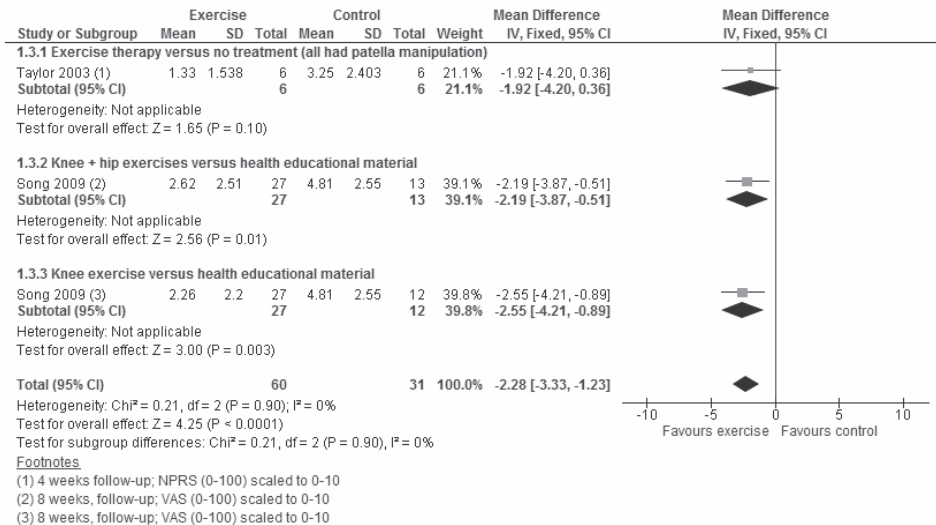 Exercise Control Mean Difference Mean Difference
Study or Subgroup Mean SD Total Mean SD Total Weight IV, Fixed, 95% CI IV, Fixed, 95% CI
1.3.1 Exercise therapy versus no treatment (all had patella manipulation)
Taylor 2003 (1) 1.33 1.538 6 3.25 2.403 6 21.1% -1.92 [-4.20, 0.36]
Subtotal (95% CI) 6 6 21.1% -1.92 [-4.20, 0.36]
Heterogeneity: Not applicable
Test for overall effect: Z = 1.65 (P = 0.10)
1.3.2 Knee + hip exercises versus health educational material
Song 2009 (2) 2.62 2.51 27 4.81 2.55 13 39.1% -2.19 [-3.87, -0.51]
Subtotal (95% CI) 27 13 39.1% -2.19 [-3.87, -0.51]
Heterogeneity: Not applicable
Test for overall effect: Z = 2.56 (P = 0.01)
1.3.3 Knee exercise versus health educational material
Song 2009 (3) 2.26 2.2 27 4.81 2.55 12 39.8% -2.55 [-4.21, -0.89]
Subtotal (95% CI) 27 12 39.8% -2.55 [-4.21, -0.89]
Heterogeneity: Not applicable
Test for overall effect: Z = 3.00 (P = 0.003)
Total (95% CI) 60 31 100.0% -2.28 [-3.33, -1.23]
Heterogeneity: Chi² = 0.21, df = 2 (P = 0.90); I² = 0%
Test for overall effect: Z = 4.25 (P < 0.0001)
Test for subgroup differences: Chi² = 0.21, df = 2 (P = 0.90), I² = 0%
-10 -5 0 5 10
Favours exercise Favours control
Footnotes
(1) 4 weeks follow-up; NPRS (0-100) scaled to 0-10
(2) 8 weeks, follow-up; VAS (0-100) scaled to 0-10
(3) 8 weeks, follow-up; VAS (0-100) scaled to 0-10